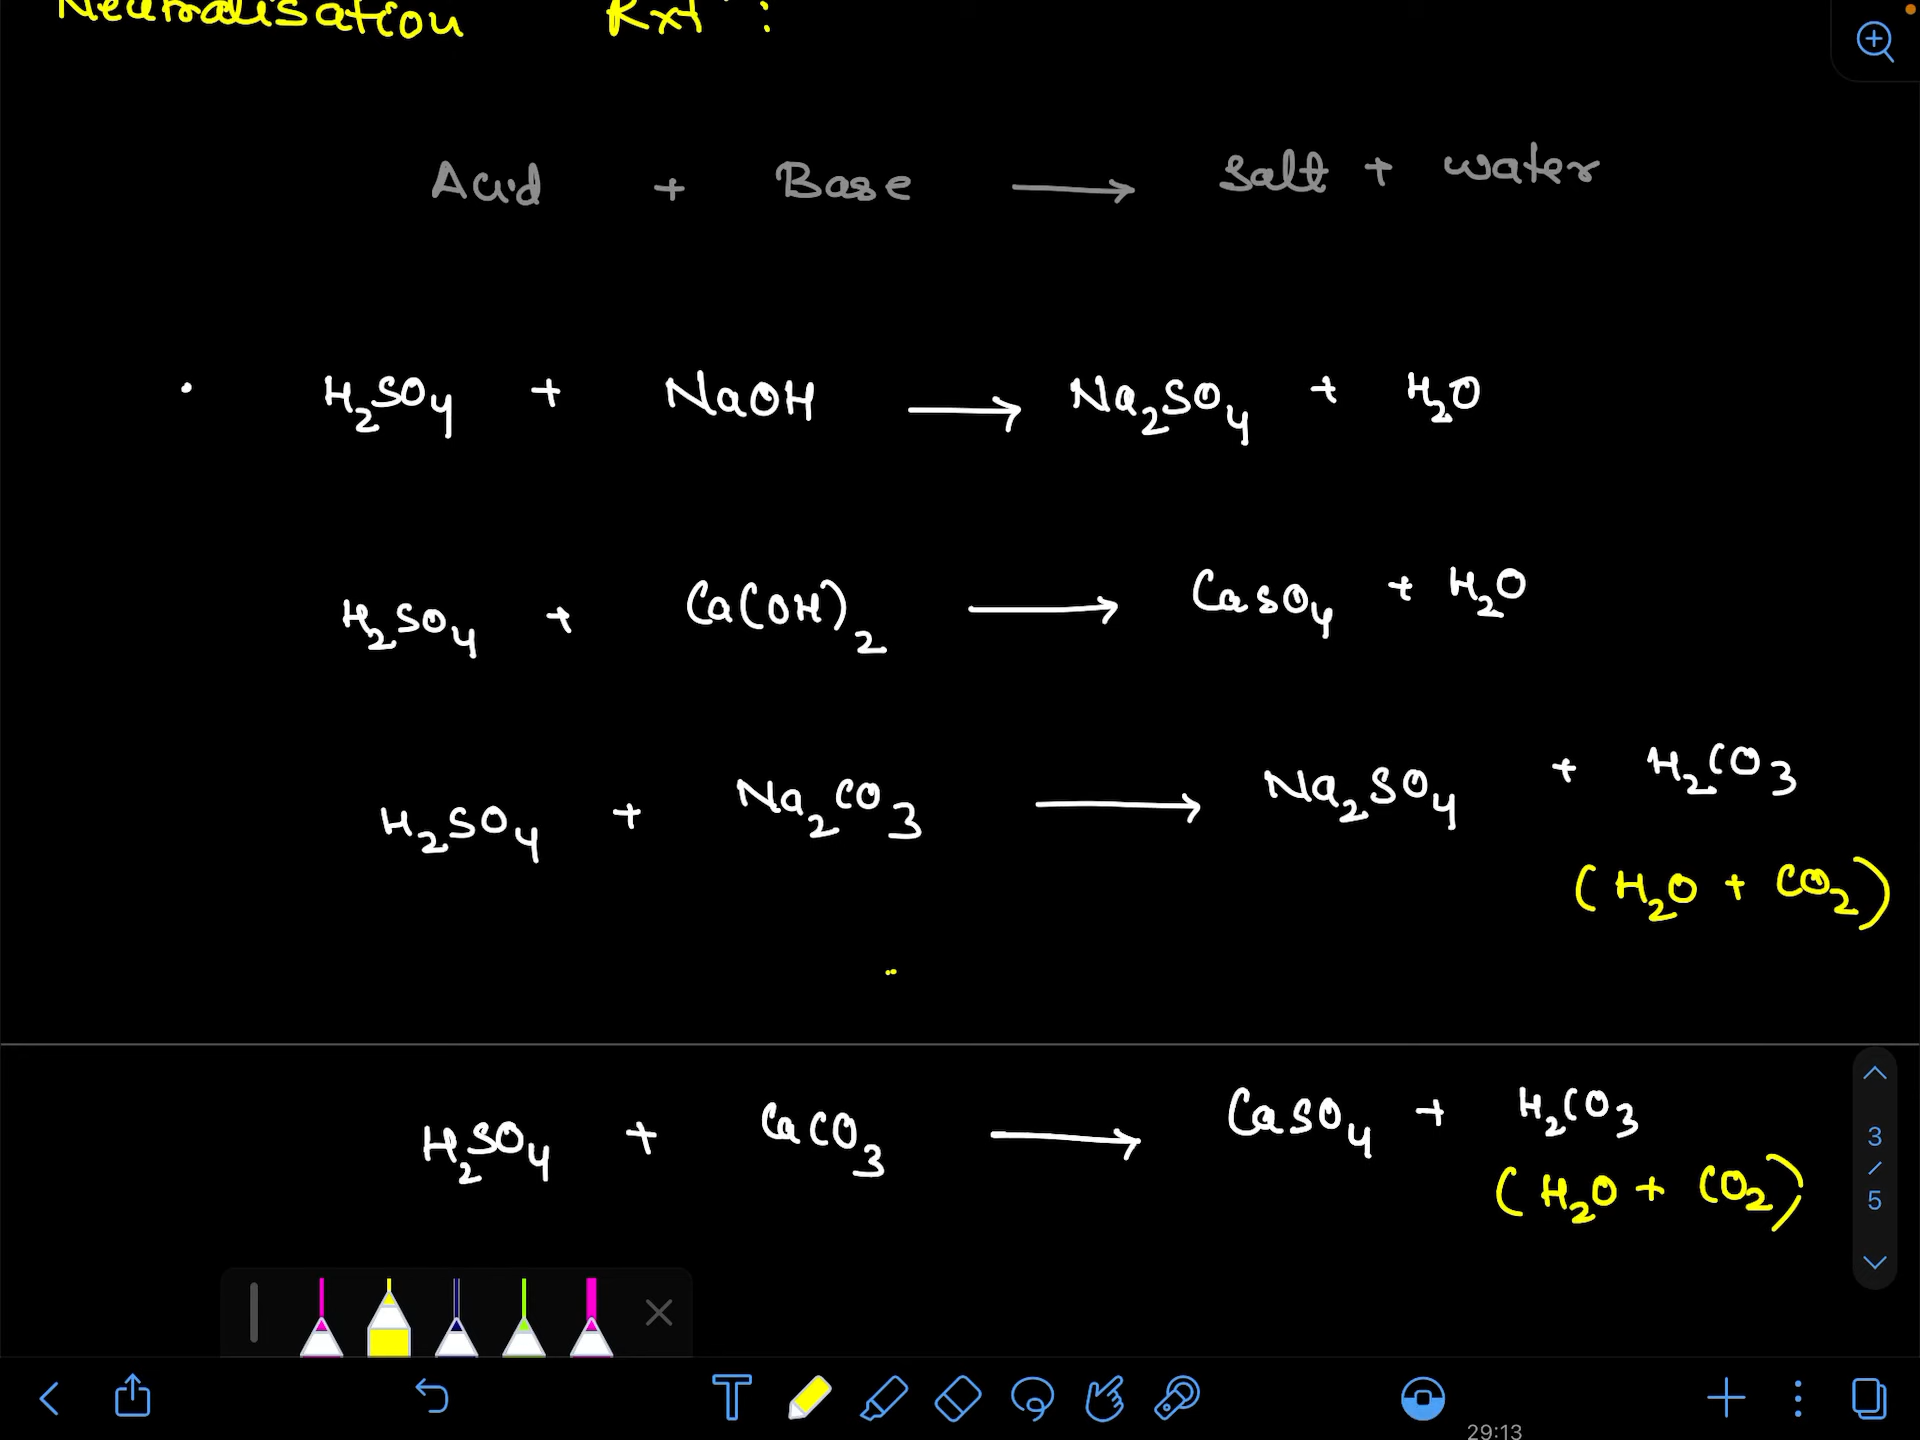 Neutralisation Rxⁿ :
Acid + Base ⟶ Salt + water
• H₂SO₄ + NaOH ⟶ Na₂SO₄ + H₂O
H₂SO₄ + Ca(OH)₂ ⟶ CaSO₄ + H₂O
H₂SO₄ + Na₂CO₃ ⟶ Na₂SO₄ + H₂CO₃
(H₂O + CO₂)
H₂SO₄ + CaCO₃ ⟶ CaSO₄ + H₂CO₃
(H₂O + CO₂)
3
/
5
29:13